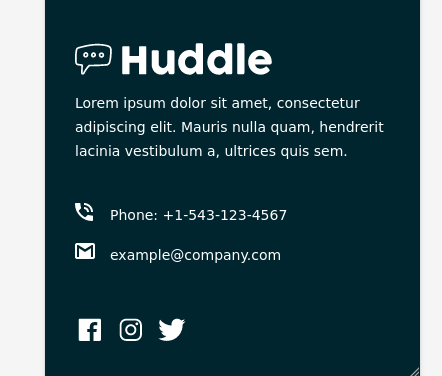 Huddle
Lorem ipsum dolor sit amet, consectetur
adipiscing elit. Mauris nulla quam, hendrerit
lacinia vestibulum a, ultrices quis sem.
Phone: +1-543-123-4567
example@company.com